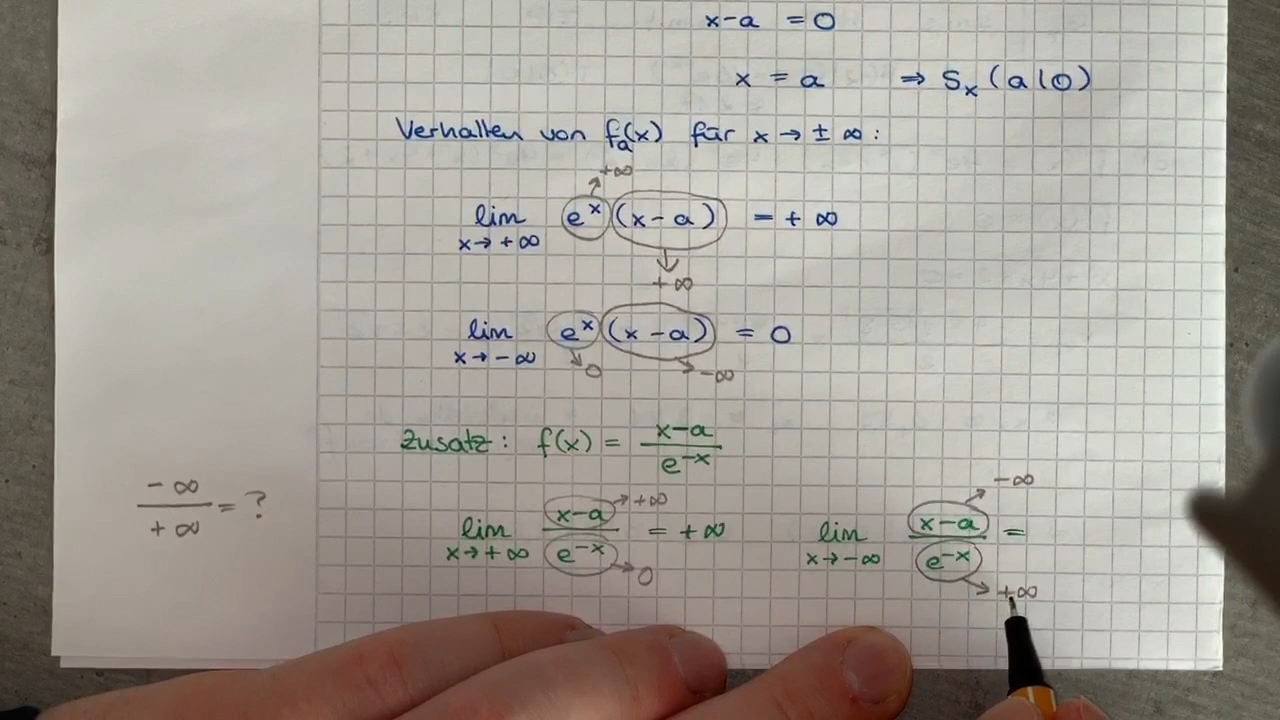 x-a = 0
x = a ⇒ Sx (a|0)
Verhalten von fa(x) für x → ± ∞ :
+∞
lim x→+∞ e^x (x-a) = + ∞
+ ∞
lim x→-∞ e^x (x-a) = 0
0 -∞
Zusatz: f(x) = (x-a)/(e^-x)
-∞/+∞ = ?
lim x→+∞ (x-a)/(e^-x) = +∞
+∞
0
lim x→-∞ (x-a)/(e^-x) =
-∞
+∞